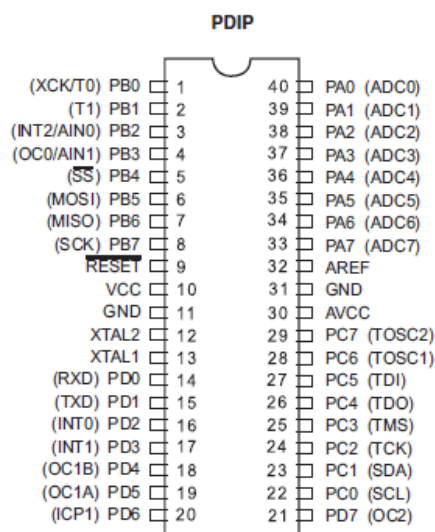 PDIP
(XCK/T0) PB0 1 40 PA0 (ADC0)
(T1) PB1 2 39 PA1 (ADC1)
(INT2/AIN0) PB2 3 38 PA2 (ADC2)
(OC0/AIN1) PB3 4 37 PA3 (ADC3)
(SS) PB4 5 36 PA4 (ADC4)
(MOSI) PB5 6 35 PA5 (ADC5)
(MISO) PB6 7 34 PA6 (ADC6)
(SCK) PB7 8 33 PA7 (ADC7)
RESET 9 32 AREF
VCC 10 31 GND
GND 11 30 AVCC
XTAL2 12 29 PC7 (TOSC2)
XTAL1 13 28 PC6 (TOSC1)
(RXD) PD0 14 27 PC5 (TDI)
(TXD) PD1 15 26 PC4 (TDO)
(INT0) PD2 16 25 PC3 (TMS)
(INT1) PD3 17 24 PC2 (TCK)
(OC1B) PD4 18 23 PC1 (SDA)
(OC1A) PD5 19 22 PC0 (SCL)
(ICP1) PD6 20 21 PD7 (OC2)